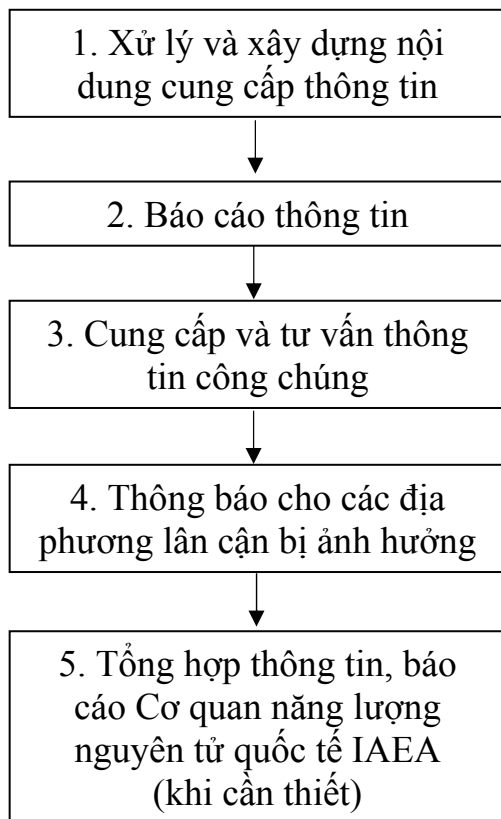 1. Xử lý và xây dựng nội
dung cung cấp thông tin
2. Báo cáo thông tin
3. Cung cấp và tư vấn thông
tin công chúng
4. Thông báo cho các địa
phương lân cận bị ảnh hưởng
5. Tổng hợp thông tin, báo
cáo Cơ quan năng lượng
nguyên tử quốc tế IAEA
(khi cần thiết)